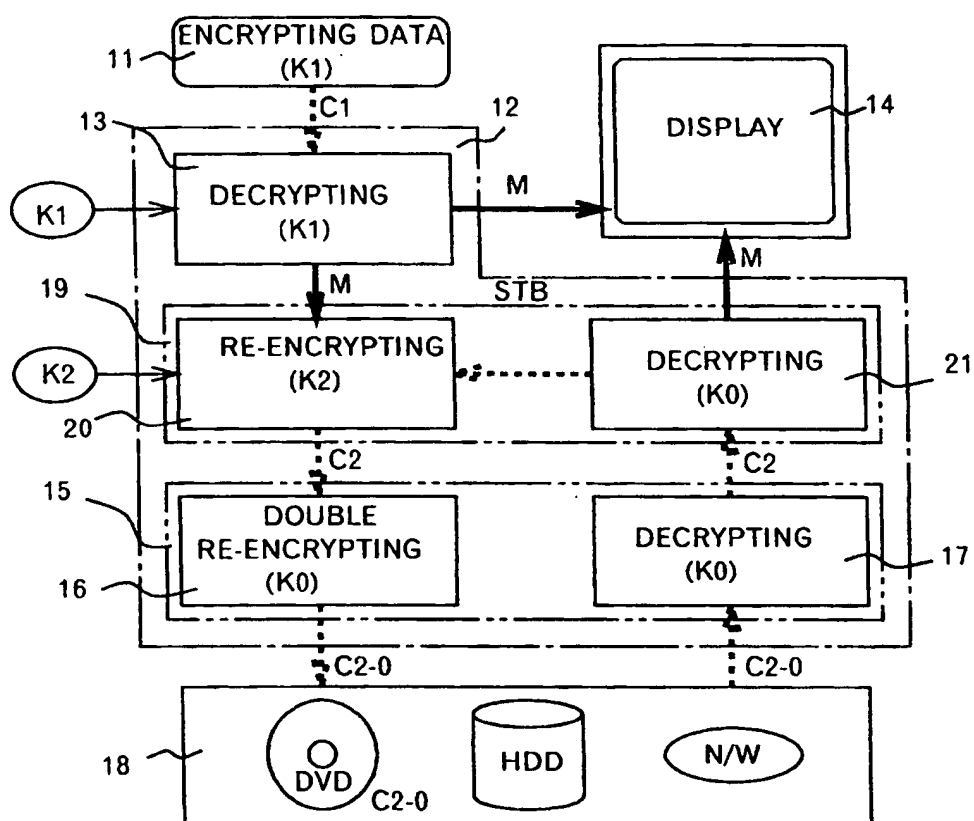 ENCRYPTING DATA
(K1)
11
C1
12
13
14
DISPLAY
DECRYPTING
(K1)
K1
M
M
M
STB
19
RE-ENCRYPTING
(K2)
K2
20
DECRYPTING
(K0)
21
C2
C2
15
DOUBLE
RE-ENCRYPTING
(K0)
16
DECRYPTING
(K0)
17
C2-0
C2-0
18
DVD
C2-0
HDD
N/W